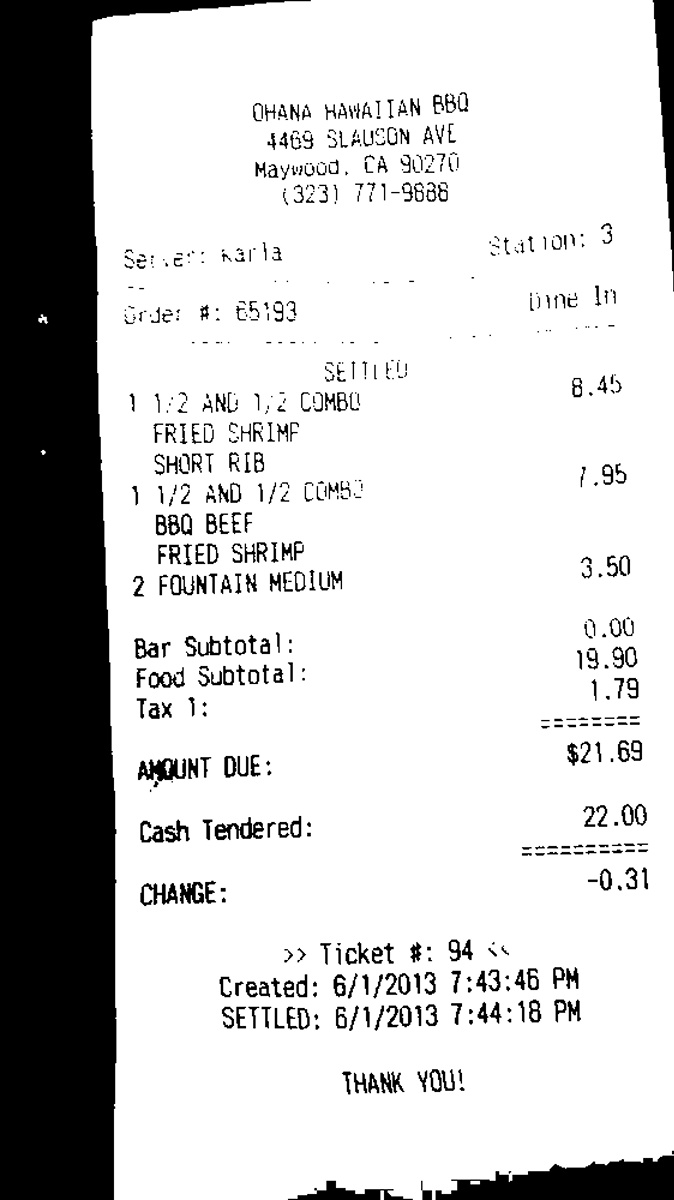 OHANA HAWAIIAN BBQ
4469 SLAUSON AVE
Maywood, CA 90270
(323) 771-9888
Server: Karla Station: 3
Order #: 65193 Dine In
SETTLED
1 1/2 AND 1/2 COMBO 8.45
FRIED SHRIMP
SHORT RIB
1 1/2 AND 1/2 COMBO 7.95
BBQ BEEF
FRIED SHRIMP
2 FOUNTAIN MEDIUM 3.50
Bar Subtotal: 0.00
Food Subtotal: 19.90
Tax 1: 1.79
========
AMOUNT DUE: $21.69
Cash Tendered: 22.00
==========
CHANGE: -0.31
>> Ticket #: 94 <<
Created: 6/1/2013 7:43:46 PM
SETTLED: 6/1/2013 7:44:18 PM
THANK YOU!